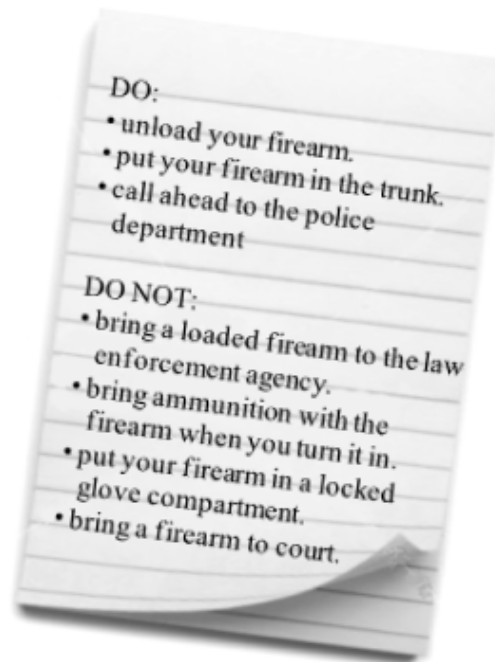 DO:
• unload your firearm.
• put your firearm in the trunk.
• call ahead to the police
department
DO NOT:
• bring a loaded firearm to the law
enforcement agency.
• bring ammunition with the
firearm when you turn it in.
• put your firearm in a locked
glove compartment.
• bring a firearm to court.